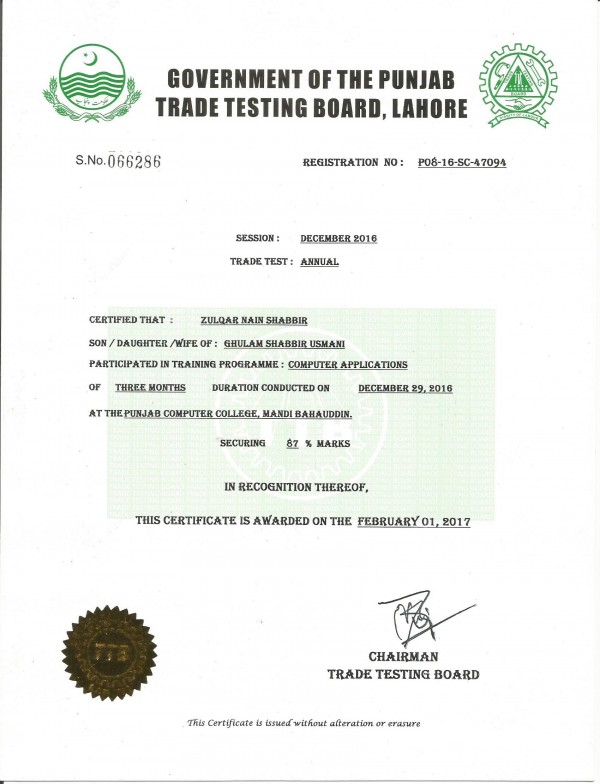 GOVERNMENT OF THE PUNJAB
TRADE TESTING BOARD, LAHORE
S.No. 066286
REGISTRATION NO : P08-16-SC-47094
SESSION : DECEMBER 2016
TRADE TEST : ANNUAL
CERTIFIED THAT : ZULQAR NAIN SHABBIR
SON / DAUGHTER /WIFE OF : GHULAM SHABBIR USMANI
PARTICIPATED IN TRAINING PROGRAMME : COMPUTER APPLICATIONS
OF THREE MONTHS DURATION CONDUCTED ON DECEMBER 29, 2016
AT THE PUNJAB COMPUTER COLLEGE, MANDI BAHAUDDIN.
SECURING 87 % MARKS
IN RECOGNITION THEREOF,
THIS CERTIFICATE IS AWARDED ON THE FEBRUARY 01, 2017
TTB
CHAIRMAN
TRADE TESTING BOARD
This Certificate is issued without alteration or erasure